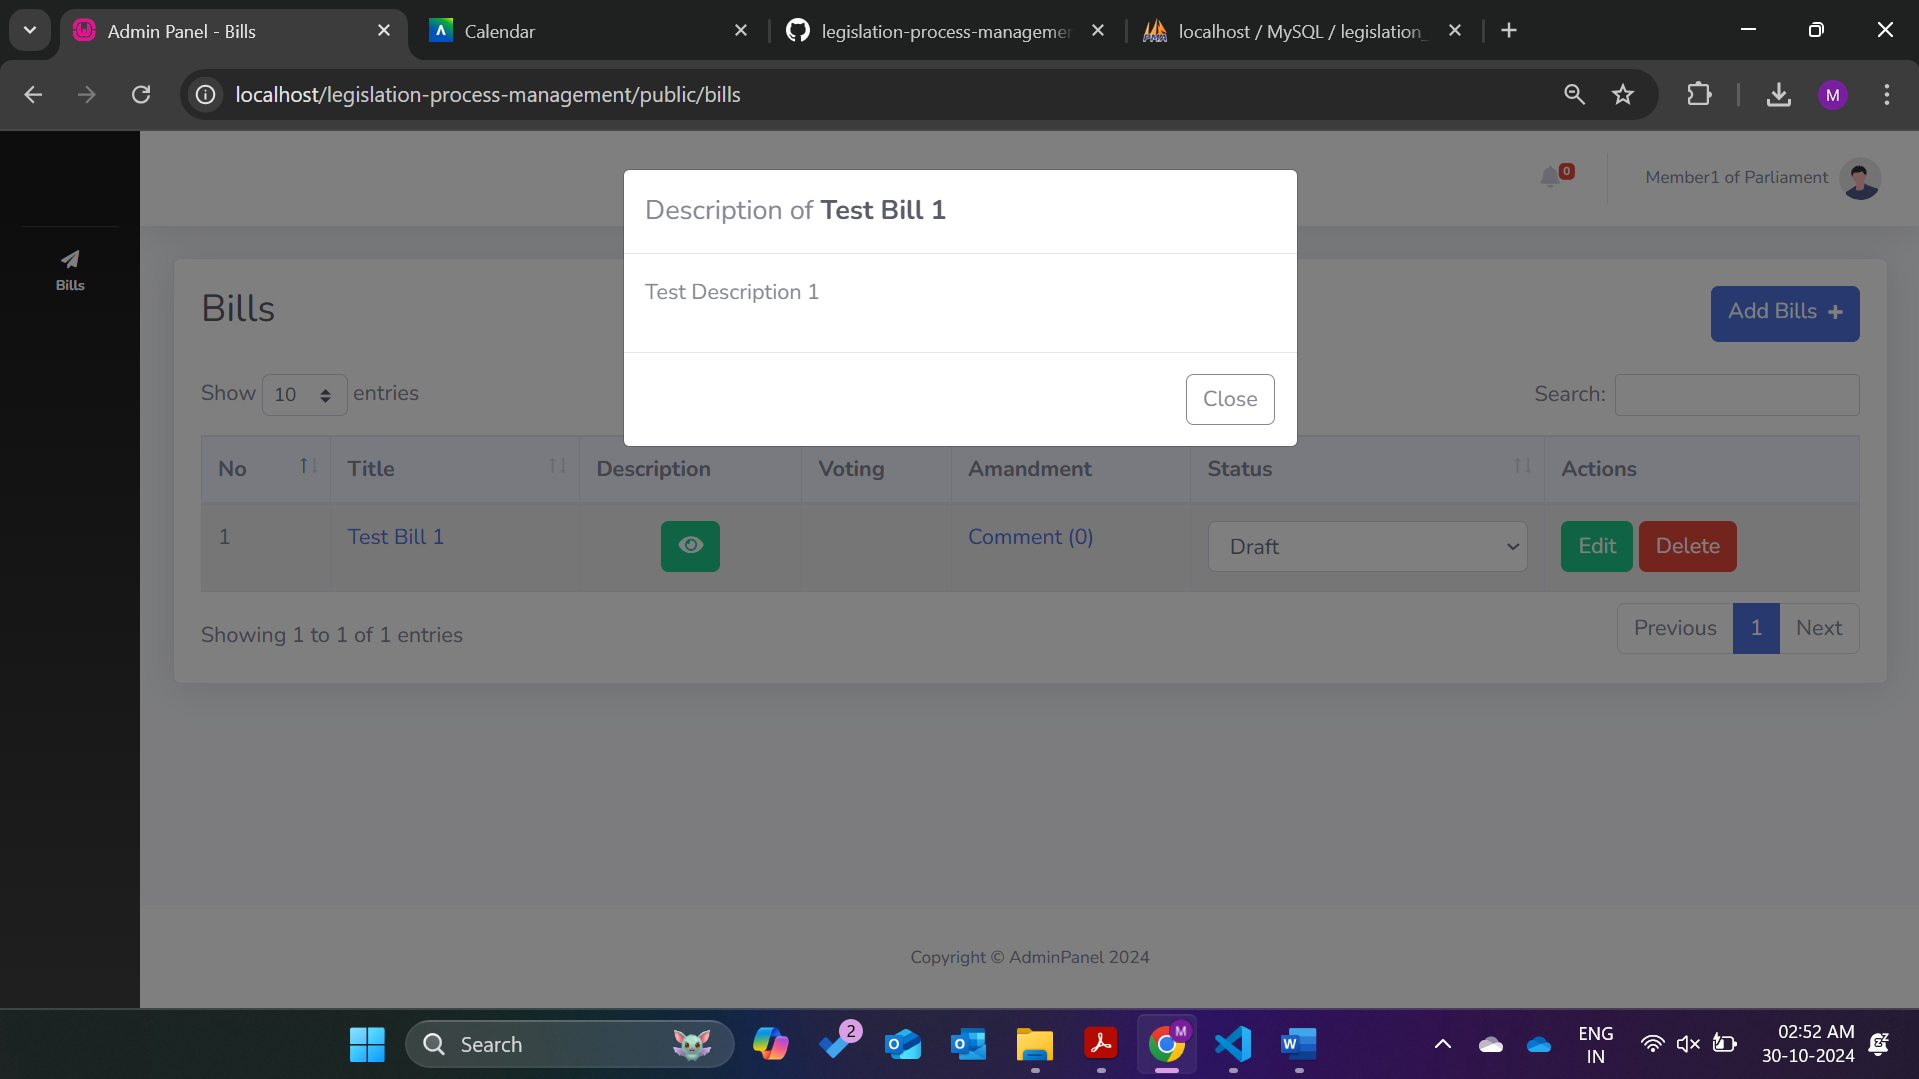 Admin Panel - Bills
Calendar
legislation-process-managemen
localhost / MySQL / legislation_
localhost/legislation-process-management/public/bills
M
0
Member1 of Parliament
Bills
Description of Test Bill 1
Test Description 1
Close
Bills
Add Bills +
Show 10 entries
Search:
No Title Description Voting Amandment Status Actions
1 Test Bill 1 Comment (0) Draft Edit Delete
Showing 1 to 1 of 1 entries
Previous 1 Next
Copyright © AdminPanel 2024
Search
2
M
ENG
IN
02:52 AM
30-10-2024